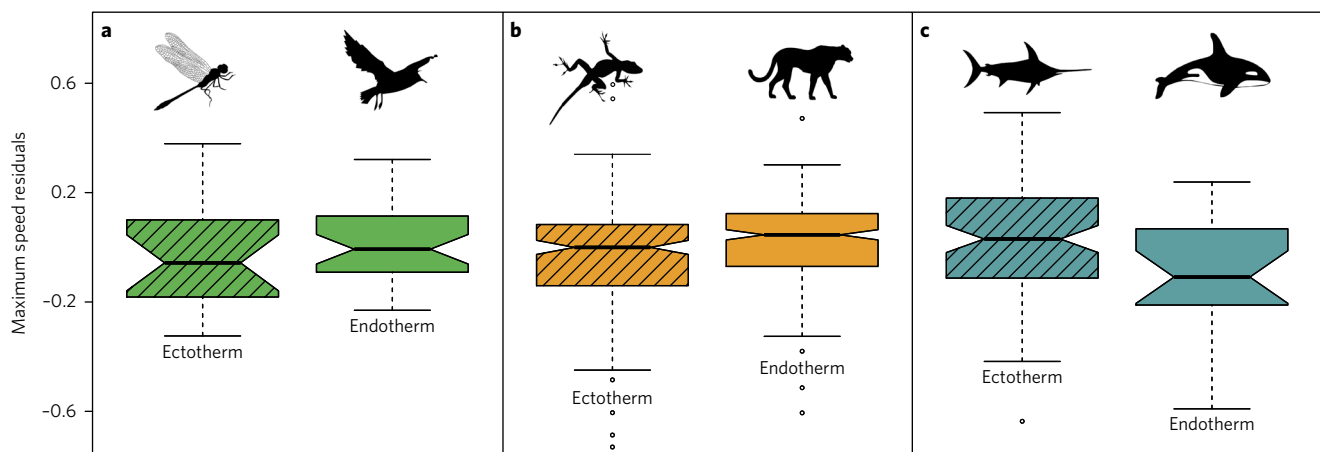 a
b
c
Maximum speed residuals
0.6
0.2
–0.2
–0.6
Ectotherm
Endotherm
Ectotherm
Endotherm
Ectotherm
Endotherm